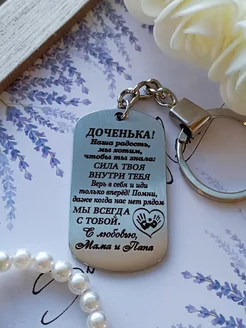 ДОЧЕНЬКА!
Наша радость,
мы хотим,
чтобы ты знала:
СИЛА ТВОЯ
ВНУТРИ ТЕБЯ
Верь в себя и иди
только вперёд! Помни,
даже когда нас нет рядом
МЫ ВСЕГДА
С ТОБОЙ.
С любовью,
Мама и Папа